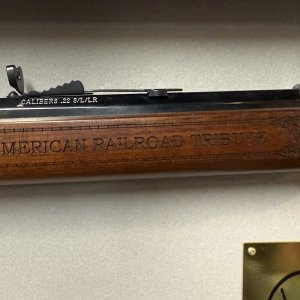 CALIBERS .22 S/L/LR
AMERICAN RAILROAD TRIBUTE